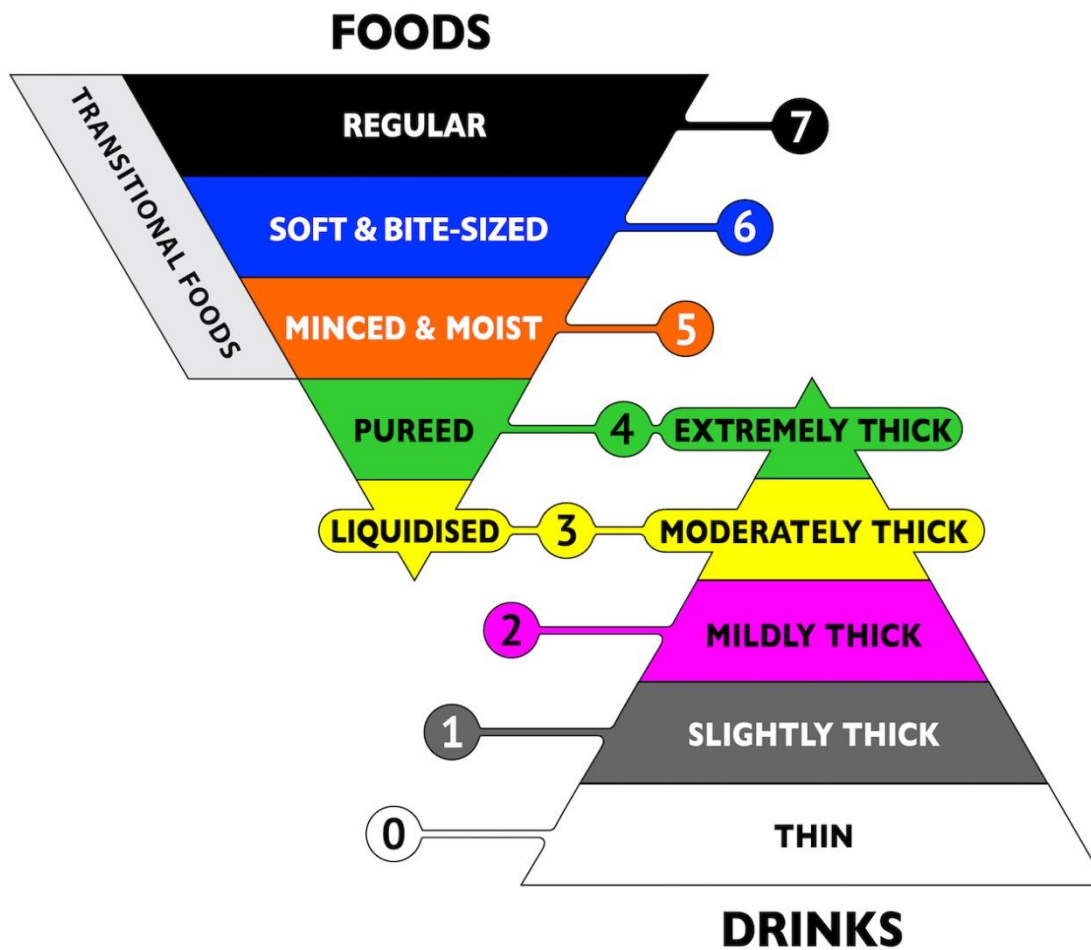 FOODS
TRANSITIONAL FOODS
REGULAR
7
SOFT & BITE-SIZED
6
MINCED & MOIST
5
PUREED
4
EXTREMELY THICK
LIQUIDISED
3
MODERATELY THICK
2
MILDLY THICK
1
SLIGHTLY THICK
0
THIN
DRINKS